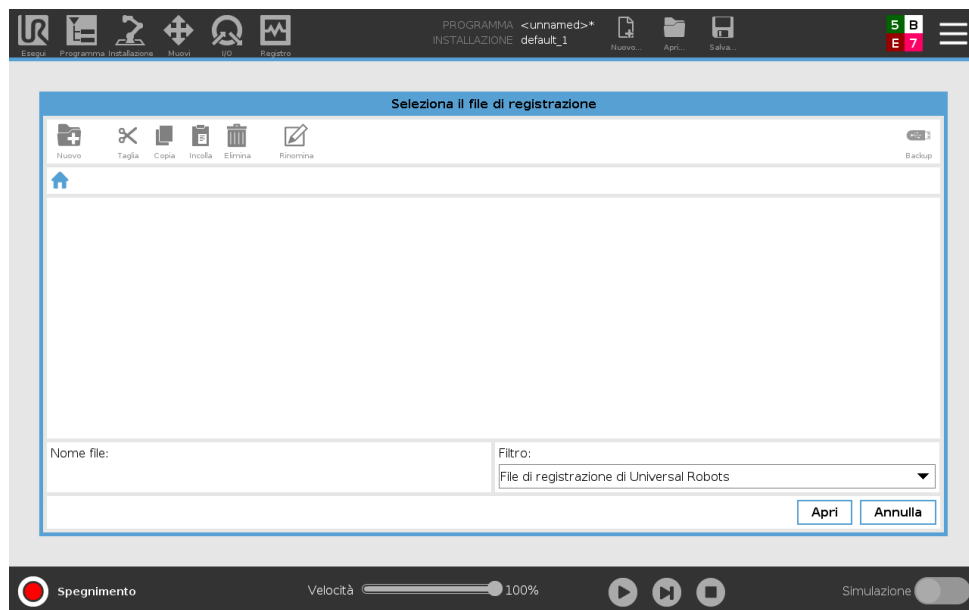 PROGRAMMA <unnamed>*
INSTALLAZIONE default_1
Esegui Programma Installazione Muovi I/O Registro Nuovo... Apri... Salva...
5 B
E 7
Seleziona il file di registrazione
Nuovo Taglia Copia Incolla Elimina Rinomina Backup
Nome file: Filtro:
File di registrazione di Universal Robots
Apri Annulla
Spegnimento Velocità 100% Simulazione